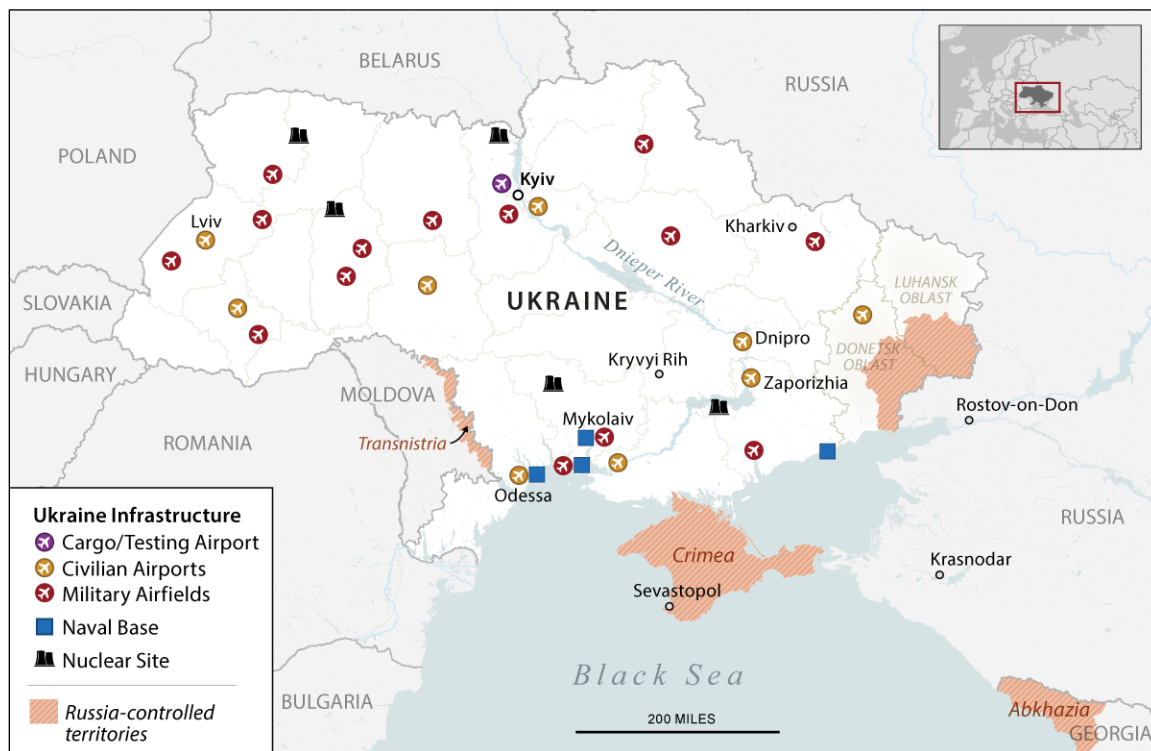 BELARUS
RUSSIA
POLAND
Kyiv
Lviv
Kharkiv
Dnieper River
SLOVAKIA
UKRAINE
LUHANSK
OBLAST
Dnipro
DONETSK
OBLAST
HUNGARY
Kryvyi Rih
MOLDOVA
Zaporizhia
Rostov-on-Don
Mykolaiv
ROMANIA
Transnistria
Odessa
RUSSIA
Crimea
Krasnodar
Sevastopol
Black Sea
BULGARIA
Abkhazia
GEORGIA
200 MILES
Ukraine Infrastructure
Cargo/Testing Airport
Civilian Airports
Military Airfields
Naval Base
Nuclear Site
Russia-controlled
territories